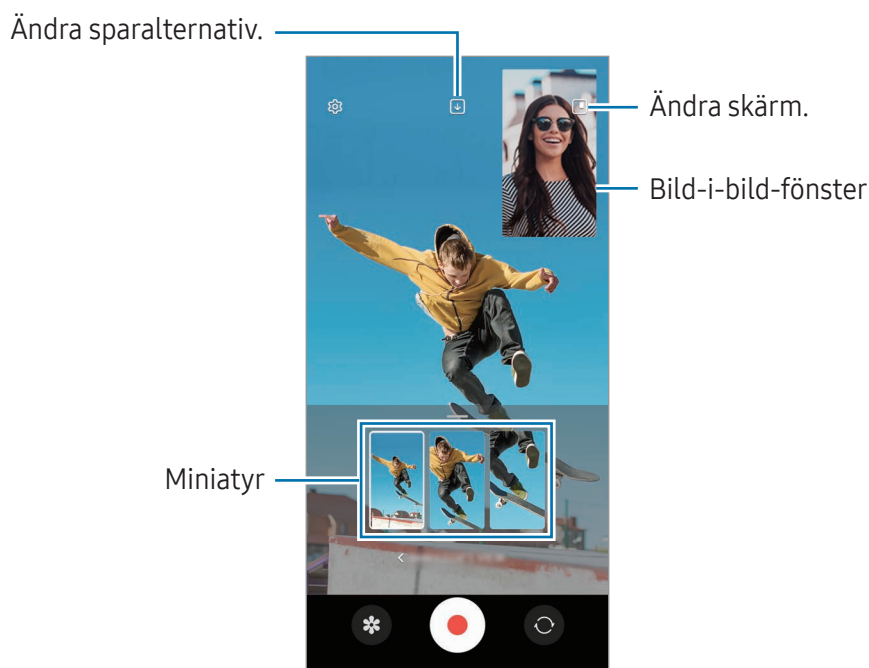 Ändra sparalternativ.
Ändra skärm.
Bild-i-bild-fönster
Miniatyr